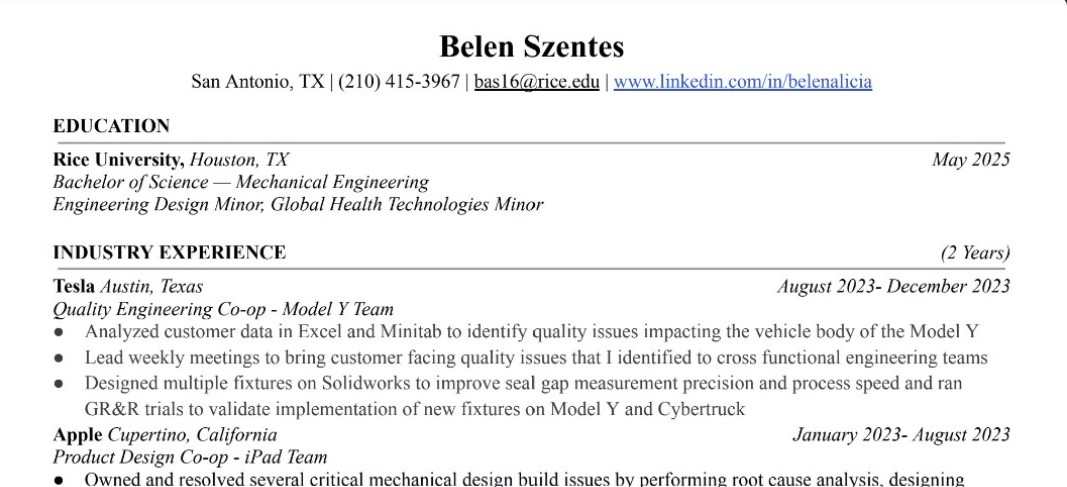 Belen Szentes
San Antonio, TX | (210) 415-3967 | bas16@rice.edu | www.linkedin.com/in/belenalicia
EDUCATION
Rice University, Houston, TX May 2025
Bachelor of Science — Mechanical Engineering
Engineering Design Minor, Global Health Technologies Minor
INDUSTRY EXPERIENCE (2 Years)
Tesla Austin, Texas August 2023- December 2023
Quality Engineering Co-op - Model Y Team
● Analyzed customer data in Excel and Minitab to identify quality issues impacting the vehicle body of the Model Y
● Lead weekly meetings to bring customer facing quality issues that I identified to cross functional engineering teams
● Designed multiple fixtures on Solidworks to improve seal gap measurement precision and process speed and ran
GR&R trials to validate implementation of new fixtures on Model Y and Cybertruck
Apple Cupertino, California January 2023- August 2023
Product Design Co-op - iPad Team
● Owned and resolved several critical mechanical design build issues by performing root cause analysis, designing